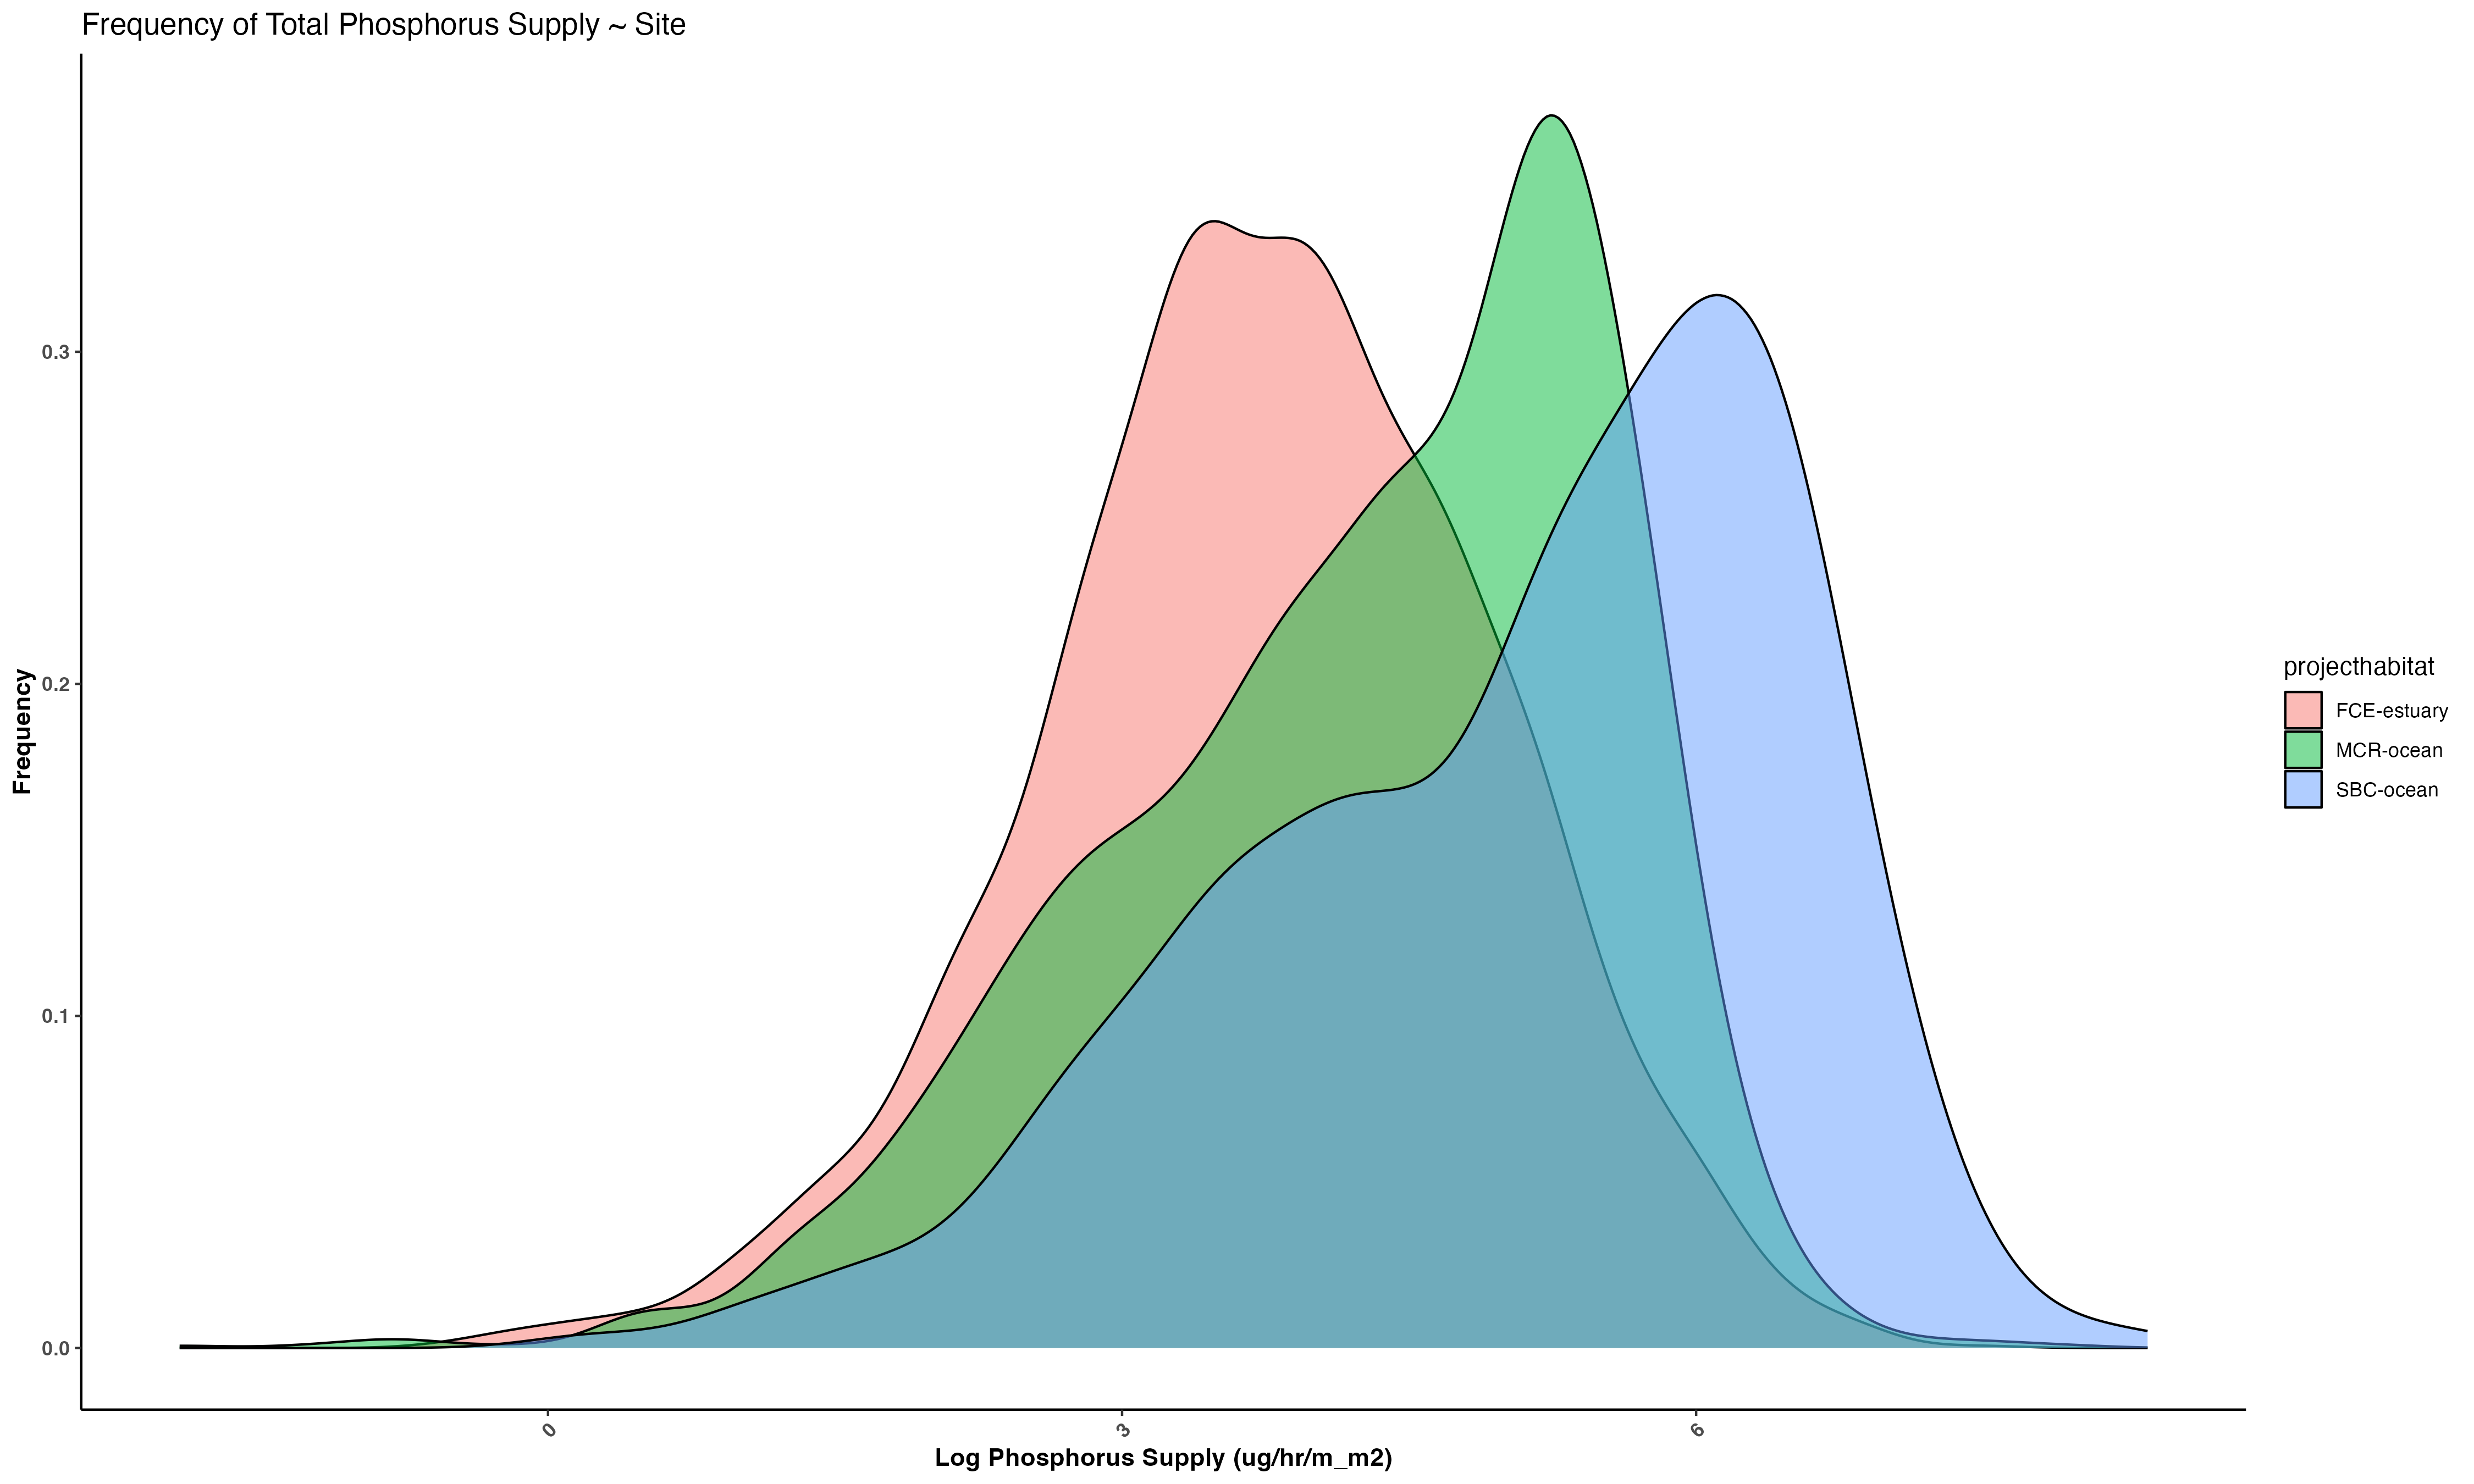 Frequency of Total Phosphorus Supply ~ Site
Frequency
0.3
0.2
0.1
0.0
0
3
6
Log Phosphorus Supply (ug/hr/m_m2)
projecthabitat
FCE-estuary
MCR-ocean
SBC-ocean